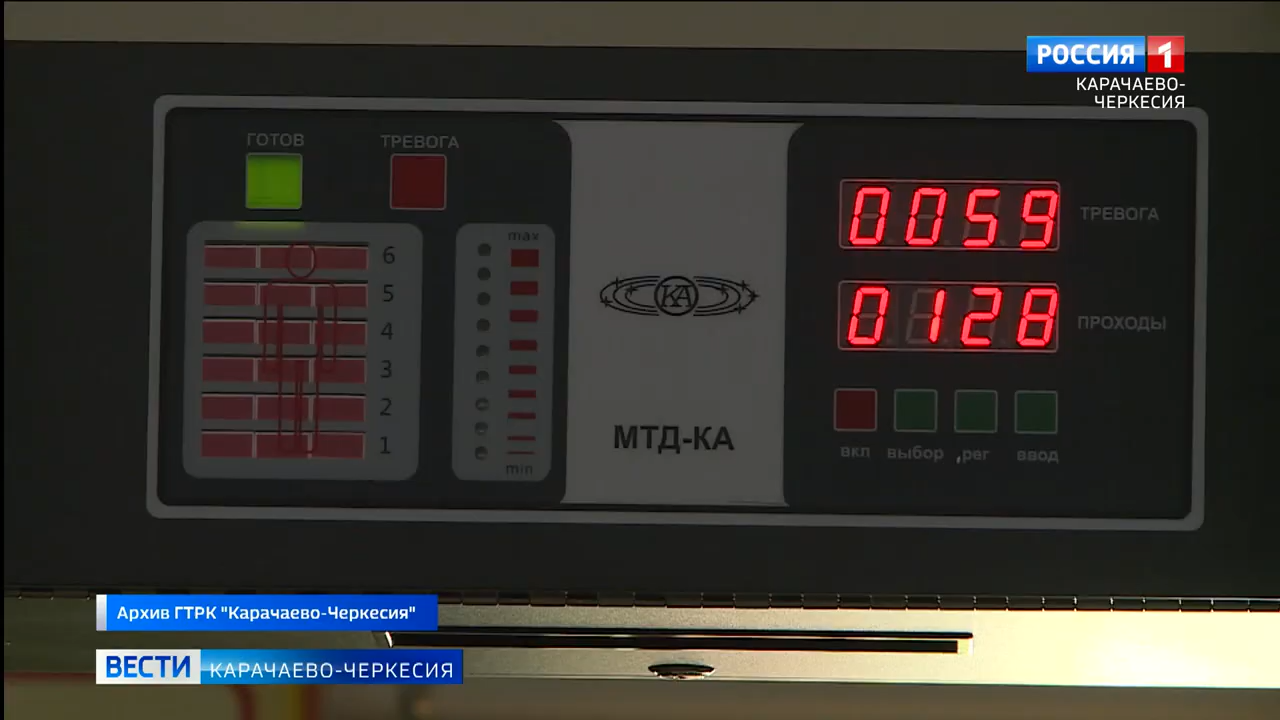 РОССИЯ 1
КАРАЧАЕВО-
ЧЕРКЕСИЯ
ГОТОВ
ТРЕВОГА
6
5
4
3
2
1
max
min
КА
МТД-КА
0059
ТРЕВОГА
0128
ПРОХОДЫ
вкл
выбор
рег
ввод
Архив ГТРК "Карачаево-Черкесия"
ВЕСТИ КАРАЧАЕВО-ЧЕРКЕСИЯ